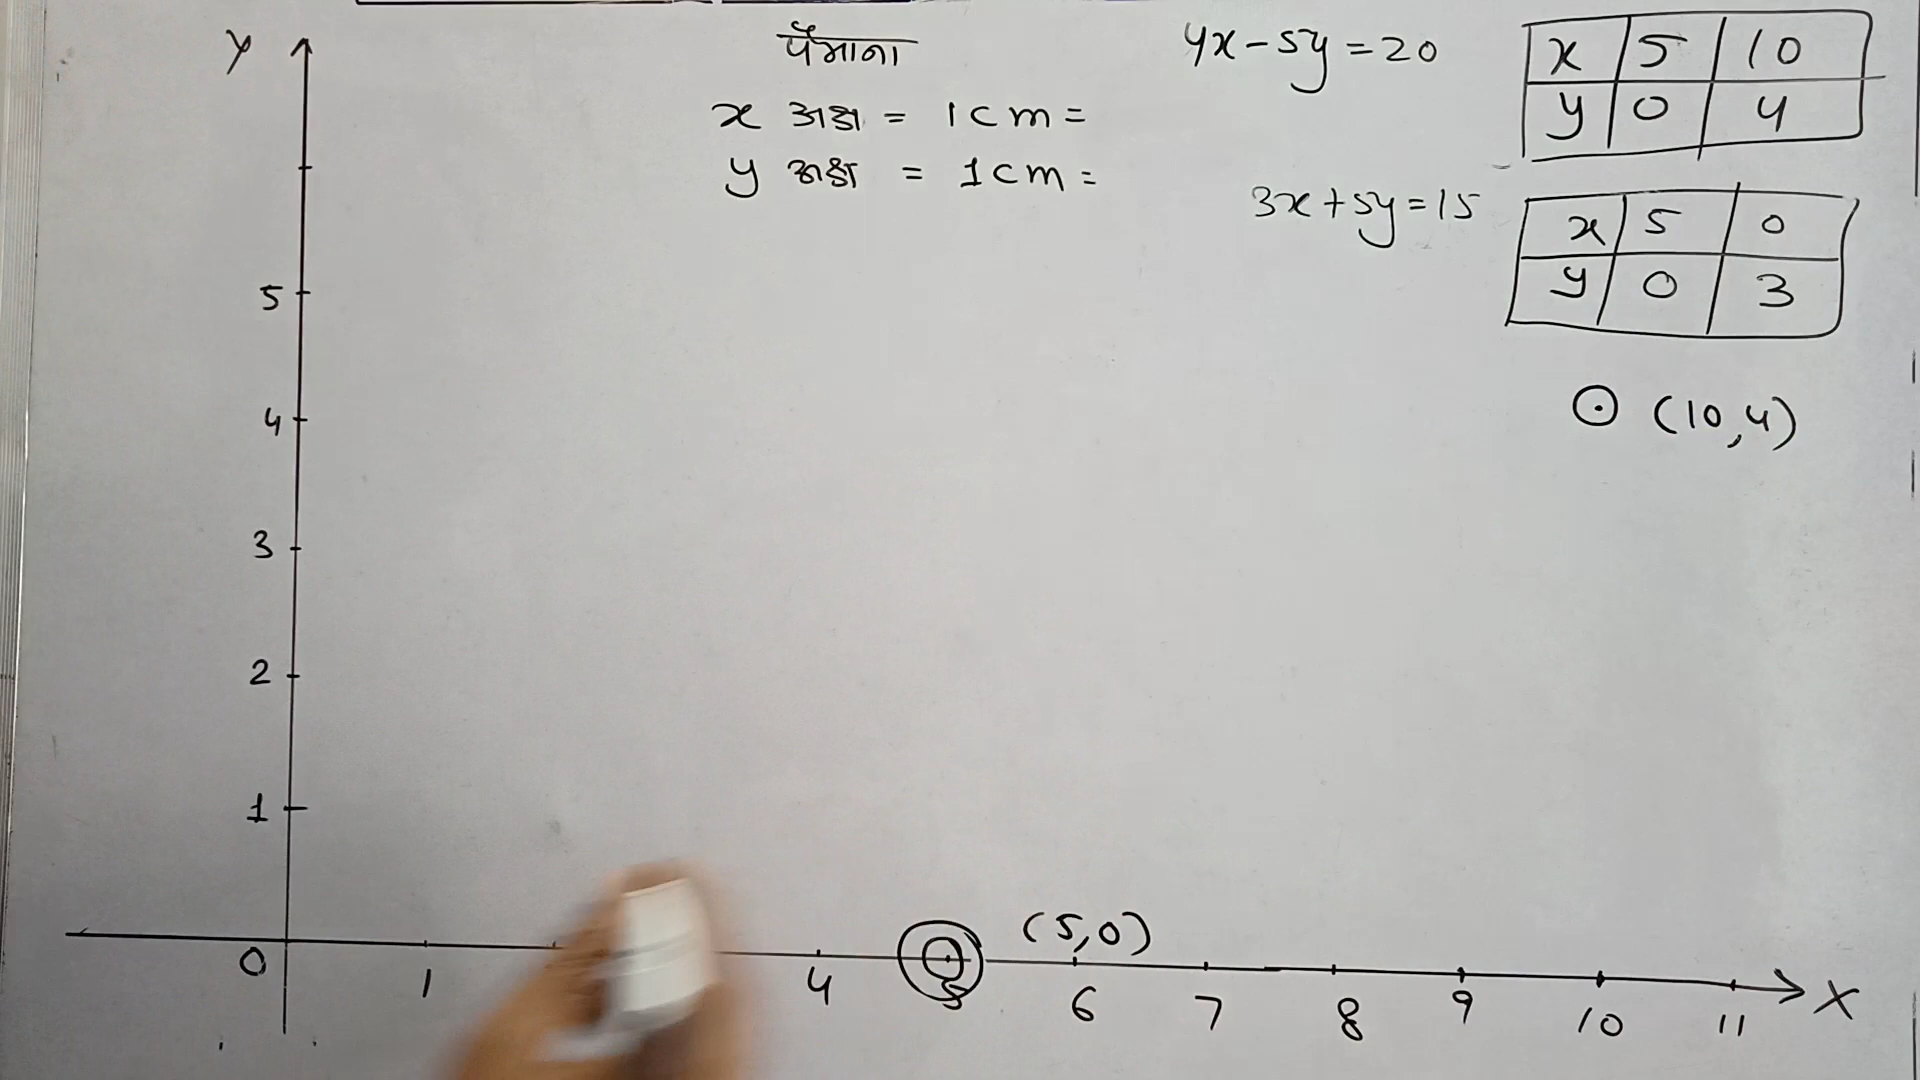 Y
पैमाना
x अक्ष = 1cm =
y अक्ष = 1cm =
4x - 5y = 20
x 5 10
y 0 4
3x + 5y = 15
x 5 0
y 0 3
(10,4)
5
4
3
2
1
(5,0)
0 1 4 5 6 7 8 9 10 11 X